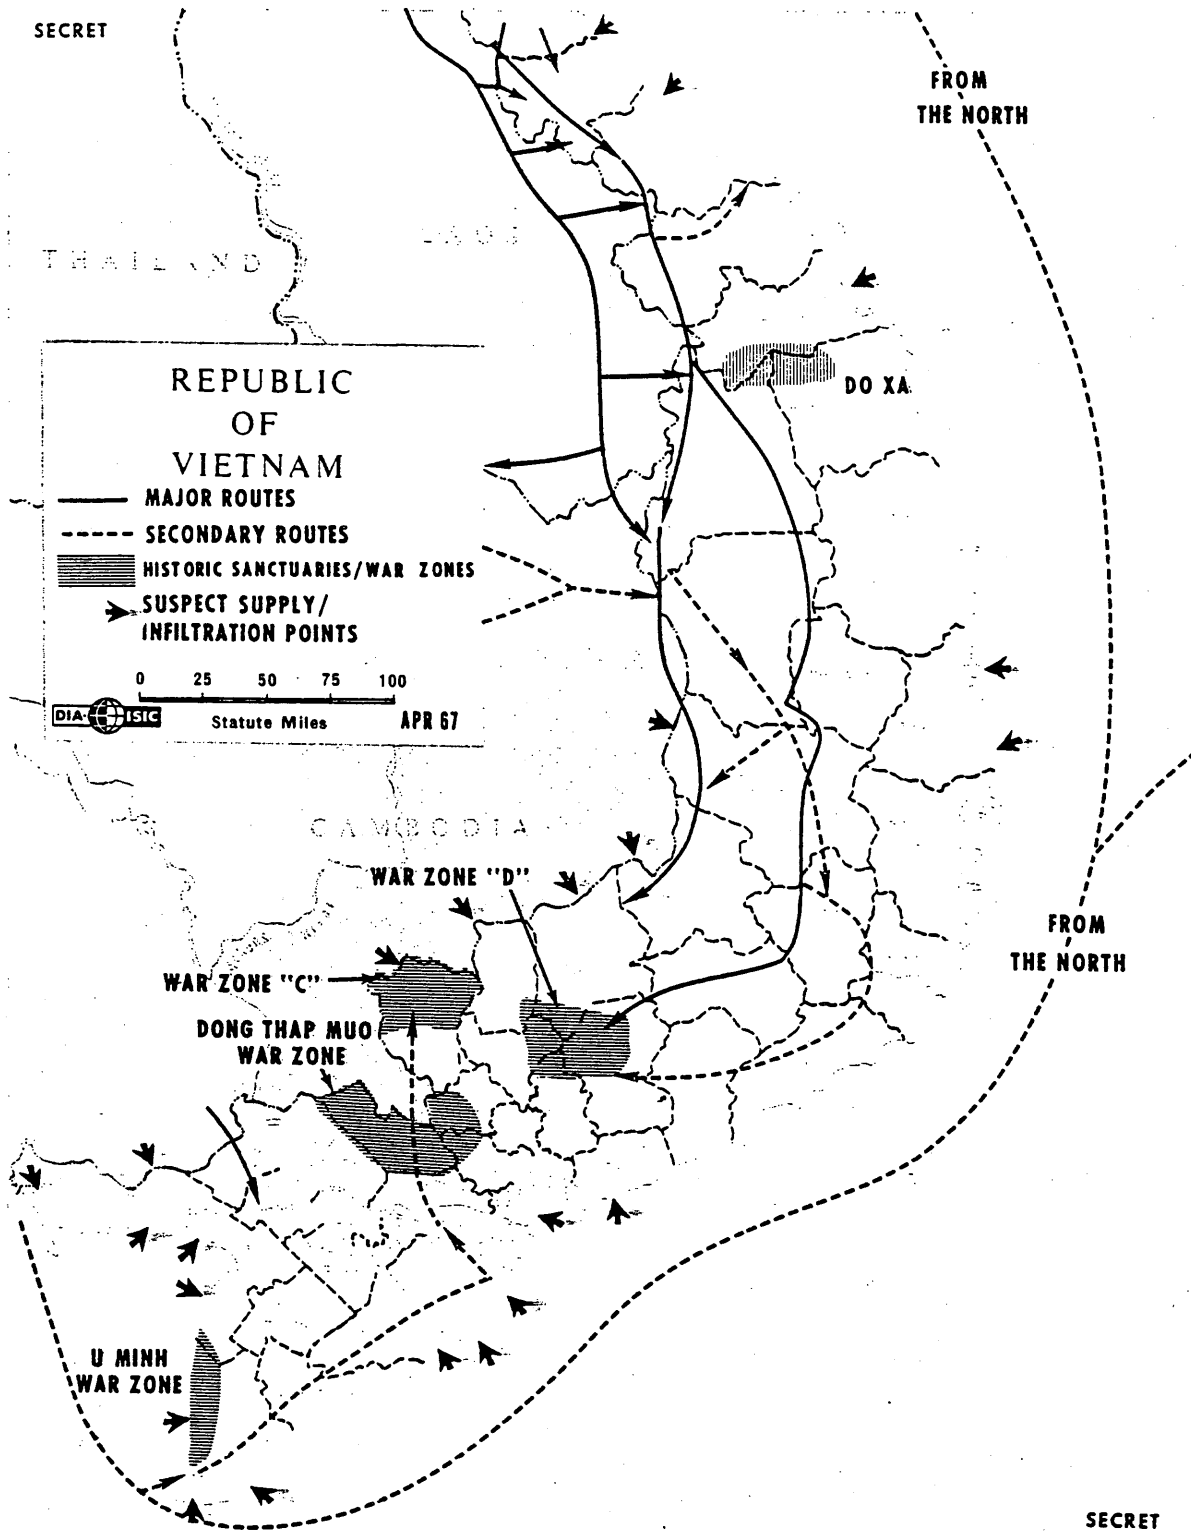 SECRET
FROM
THE NORTH
LAOS
THAILAND
REPUBLIC
OF
VIETNAM
MAJOR ROUTES
SECONDARY ROUTES
HISTORIC SANCTUARIES/WAR ZONES
SUSPECT SUPPLY/
INFILTRATION POINTS
0 25 50 75 100
Statute Miles
DIA-ISIC
APR 67
DO XA
CAMBODIA
WAR ZONE "D"
FROM
THE NORTH
WAR ZONE "C"
DONG THAP MUO
WAR ZONE
U MINH
WAR ZONE
SECRET